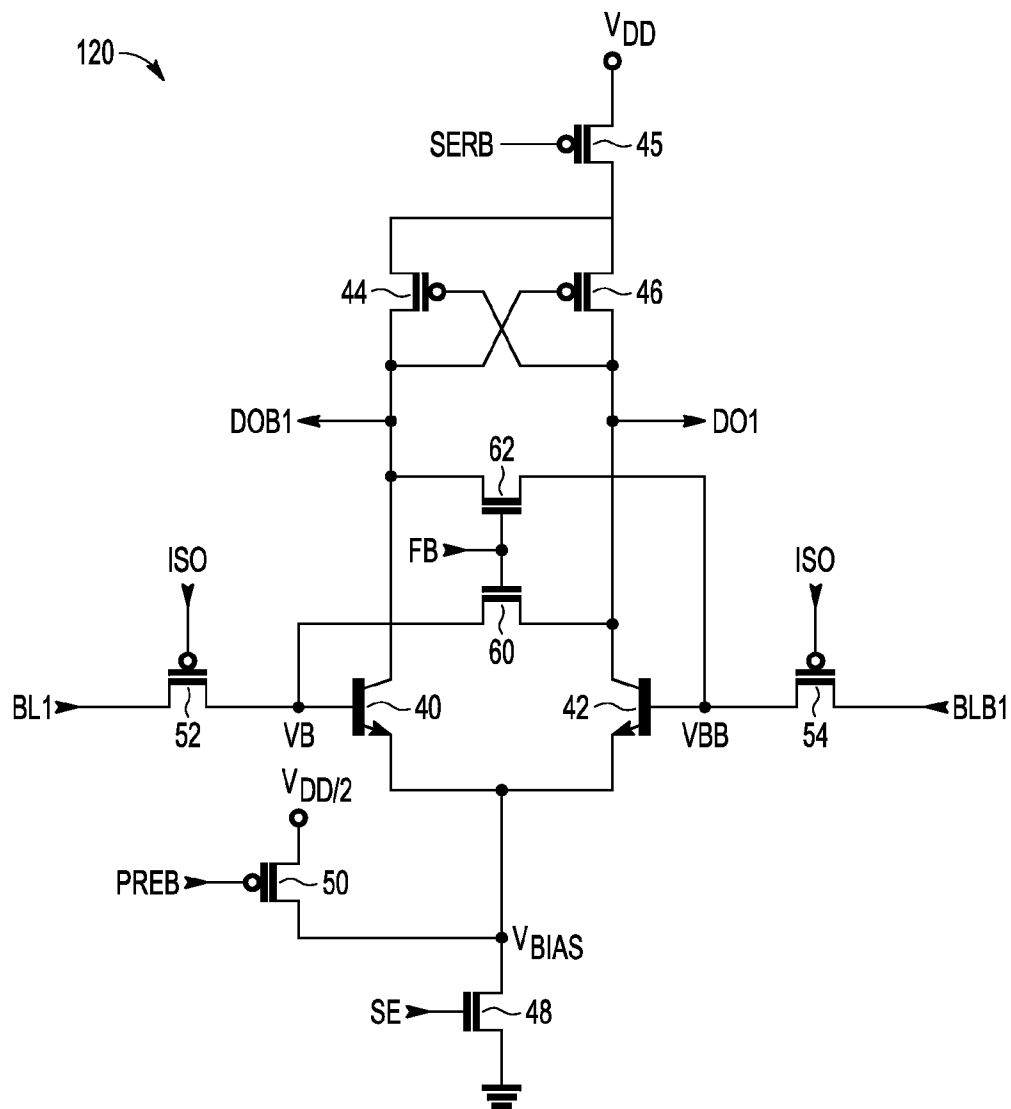 120
VDD
SERB
45
44
46
DOB1
DO1
62
FB
ISO
ISO
60
BL1
52
VB
40
42
VBB
54
BLB1
VDD/2
PREB
50
VBIAS
SE
48